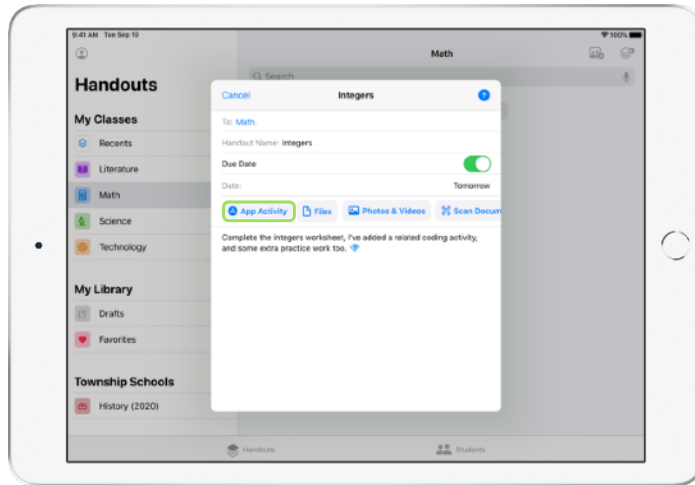 9:41 AM Tue Sep 10
100%
Math
Handouts
Search
My Classes
Recents
Literature
Math
Science
Technology
My Library
Drafts
Favorites
Township Schools
History (2020)
Cancel
Integers
To: Math,
Handout Name: Integers
Due Date
Date:
Tomorrow
App Activity
Files
Photos & Videos
Scan Docum
Complete the integers worksheet, I've added a related coding activity,
and some extra practice work too.
Handouts
Students